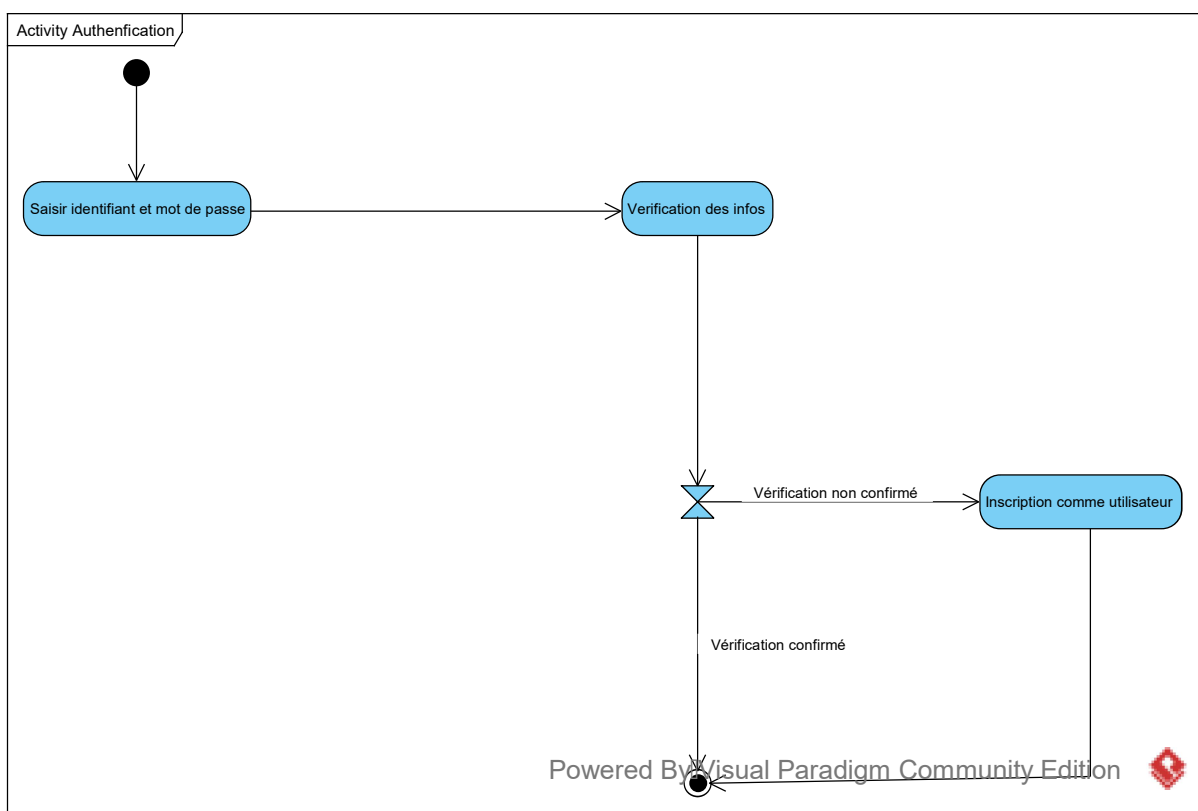 Activity Authenfication
Saisir identifiant et mot de passe
Verification des infos
Vérification non confirmé
Inscription comme utilisateur
Vérification confirmé
Powered By Visual Paradigm Community Edition